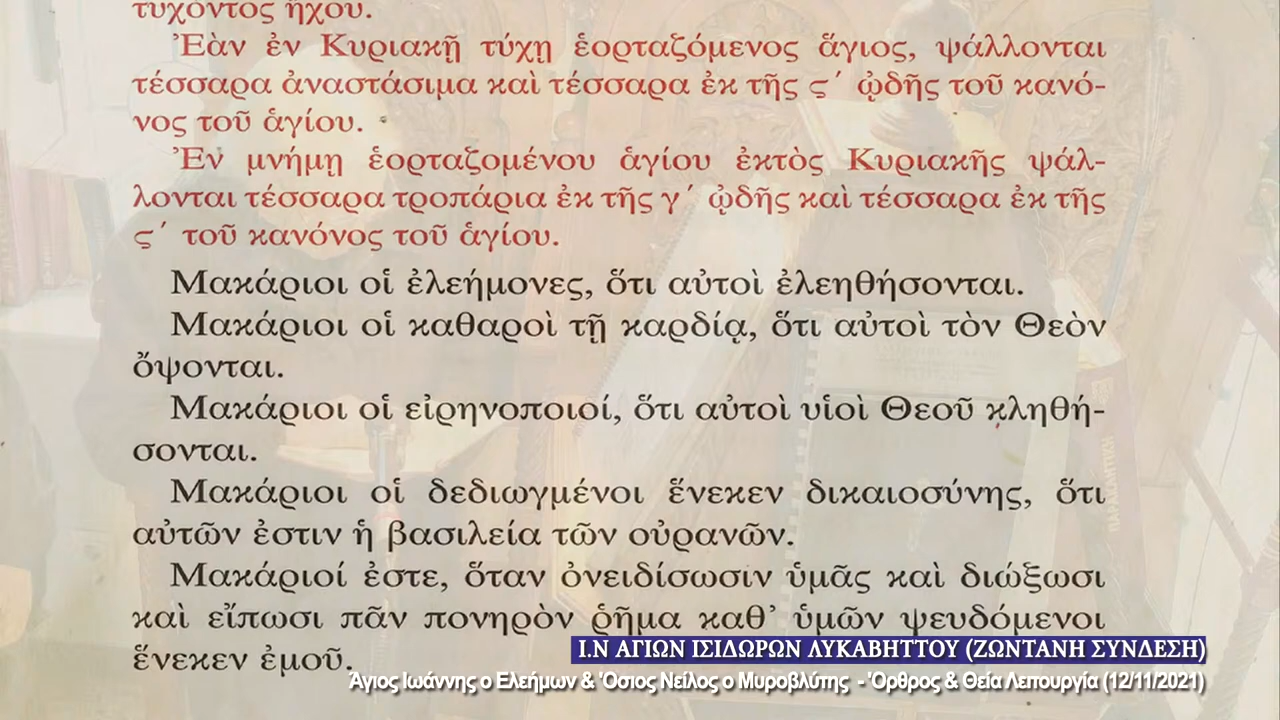 τυχόντος ἤχου.
Ἐὰν ἐν Κυριακῇ τύχῃ ἑορταζόμενος ἅγιος, ψάλλονται
τέσσαρα ἀναστάσιμα καὶ τέσσαρα ἐκ τῆς ϛ΄ ᾠδῆς τοῦ κανό-
νος τοῦ ἁγίου.
Ἐν μνήμῃ ἑορταζομένου ἁγίου ἐκτὸς Κυριακῆς ψάλ-
λονται τέσσαρα τροπάρια ἐκ τῆς γ΄ ᾠδῆς καὶ τέσσαρα ἐκ τῆς
ϛ΄ τοῦ κανόνος τοῦ ἁγίου.
Μακάριοι οἱ ἐλεήμονες, ὅτι αὐτοὶ ἐλεηθήσονται.
Μακάριοι οἱ καθαροὶ τῇ καρδίᾳ, ὅτι αὐτοὶ τὸν Θεὸν
ὄψονται.
Μακάριοι οἱ εἰρηνοποιοί, ὅτι αὐτοὶ υἱοὶ Θεοῦ κληθή-
σονται.
Μακάριοι οἱ δεδιωγμένοι ἕνεκεν δικαιοσύνης, ὅτι
αὐτῶν ἐστιν ἡ βασιλεία τῶν οὐρανῶν.
Μακάριοί ἐστε, ὅταν ὀνειδίσωσιν ὑμᾶς καὶ διώξωσι
καὶ εἴπωσι πᾶν πονηρὸν ῥῆμα καθ᾽ ὑμῶν ψευδόμενοι
ἕνεκεν ἐμοῦ.
Ι.Ν ΑΓΙΩΝ ΙΣΙΔΩΡΩΝ ΛΥΚΑΒΗΤΤΟΥ (ΖΩΝΤΑΝΗ ΣΥΝΔΕΣΗ)
Άγιος Ιωάννης ο Ελεήμων & Όσιος Νείλος ο Μυροβλύτης - Όρθρος & Θεία Λειτουργία (12/11/2021)